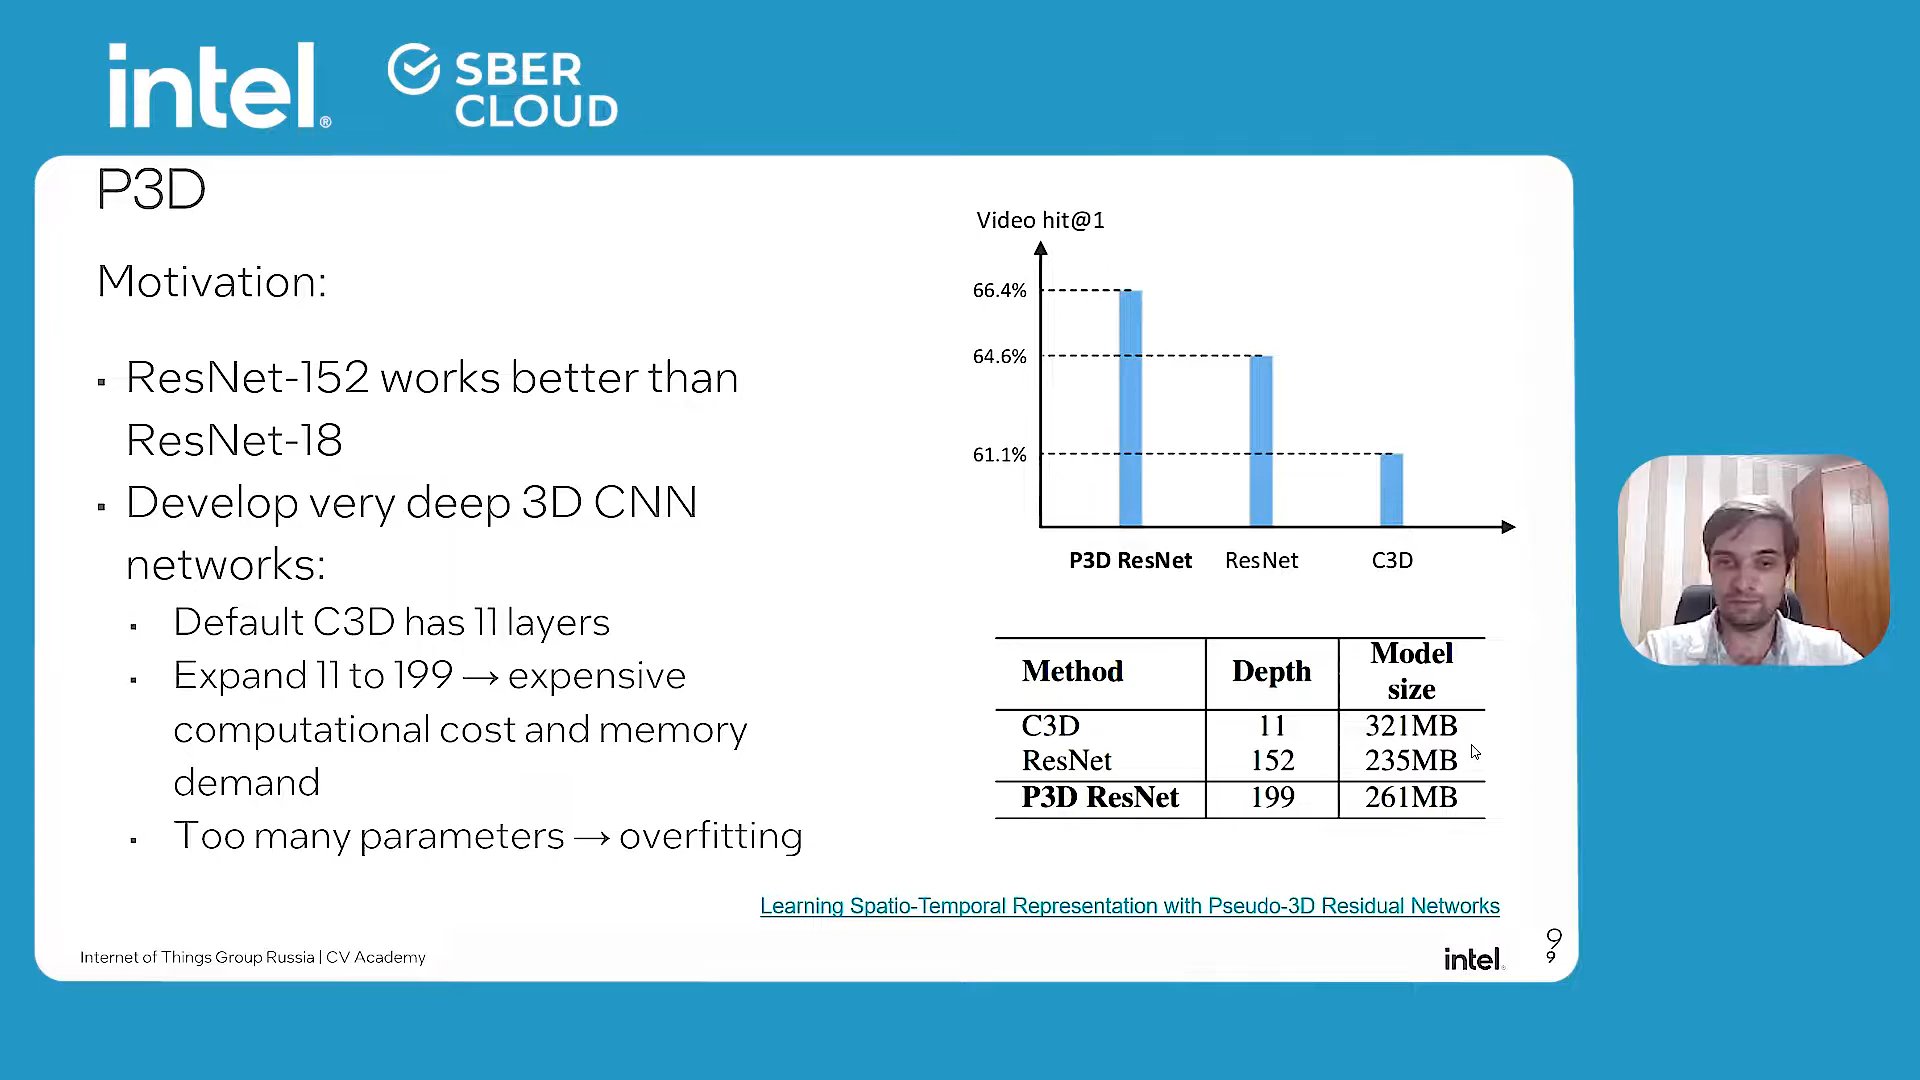 intel®
SBER
CLOUD
P3D
Motivation:
▪ ResNet-152 works better than
ResNet-18
▪ Develop very deep 3D CNN
networks:
▪ Default C3D has 11 layers
▪ Expand 11 to 199 → expensive
computational cost and memory
demand
▪ Too many parameters → overfitting
Video hit@1
66.4%
64.6%
61.1%
P3D ResNet ResNet C3D
Method Depth Model
size
C3D 11 321MB
ResNet 152 235MB
P3D ResNet 199 261MB
Learning Spatio-Temporal Representation with Pseudo-3D Residual Networks
Internet of Things Group Russia | CV Academy
intel.
9
9